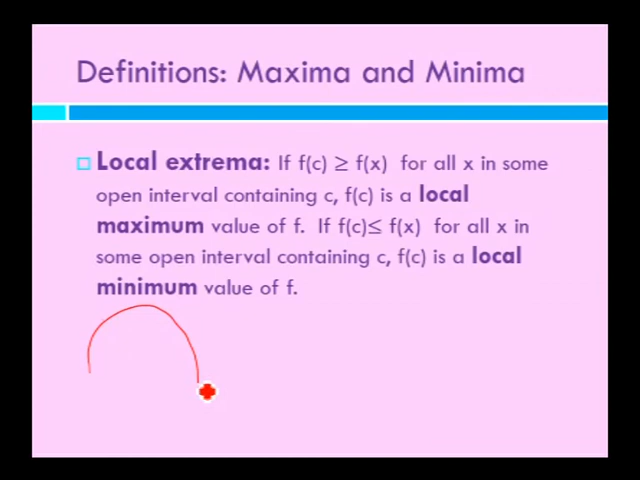 Definitions: Maxima and Minima
Local extrema: If f(c) ≥ f(x) for all x in some
open interval containing c, f(c) is a local
maximum value of f. If f(c)≤ f(x) for all x in
some open interval containing c, f(c) is a local
minimum value of f.